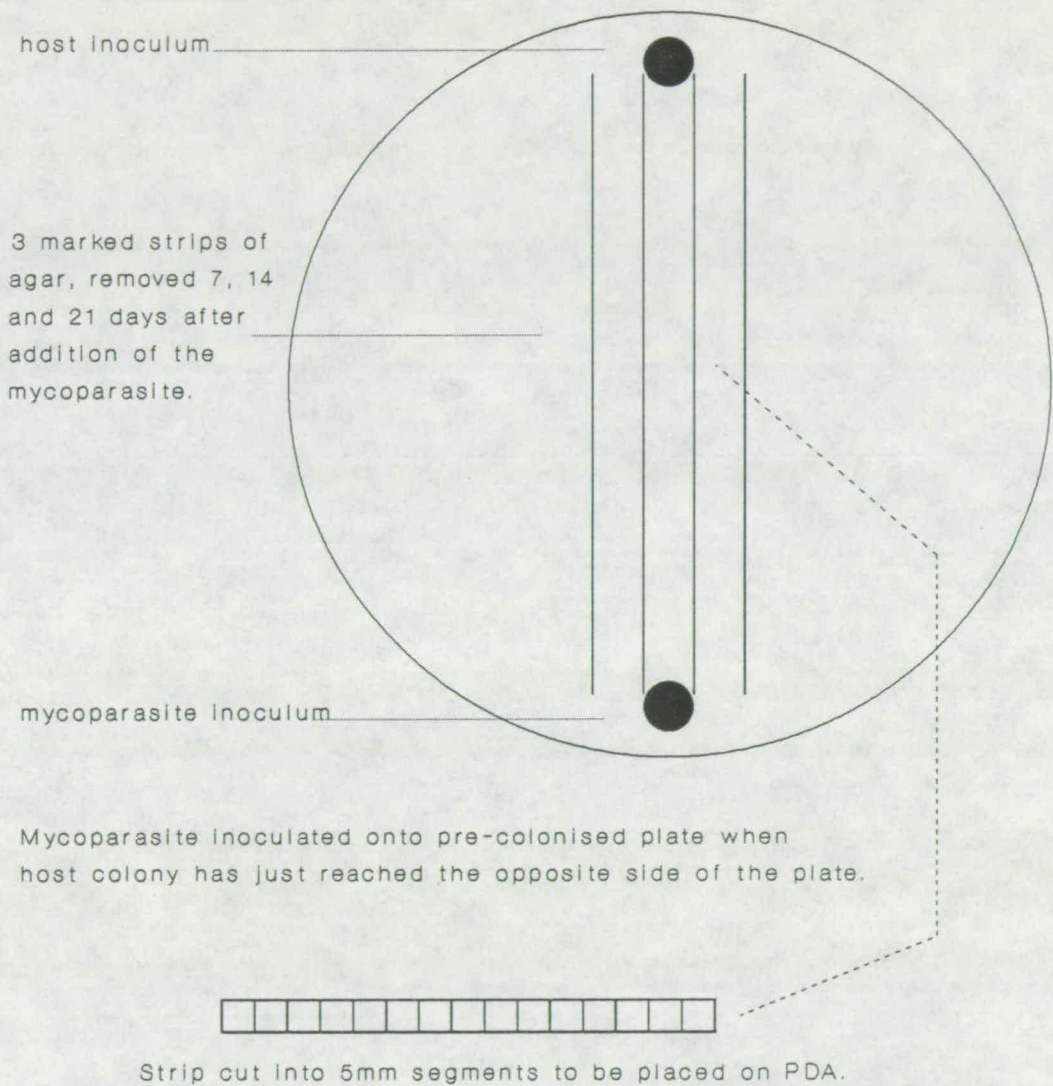 host inoculum
3 marked strips of
agar, removed 7, 14
and 21 days after
addition of the
mycoparasite.
mycoparasite inoculum
Mycoparasite inoculated onto pre-colonised plate when
host colony has just reached the opposite side of the plate.
Strip cut into 5mm segments to be placed on PDA.